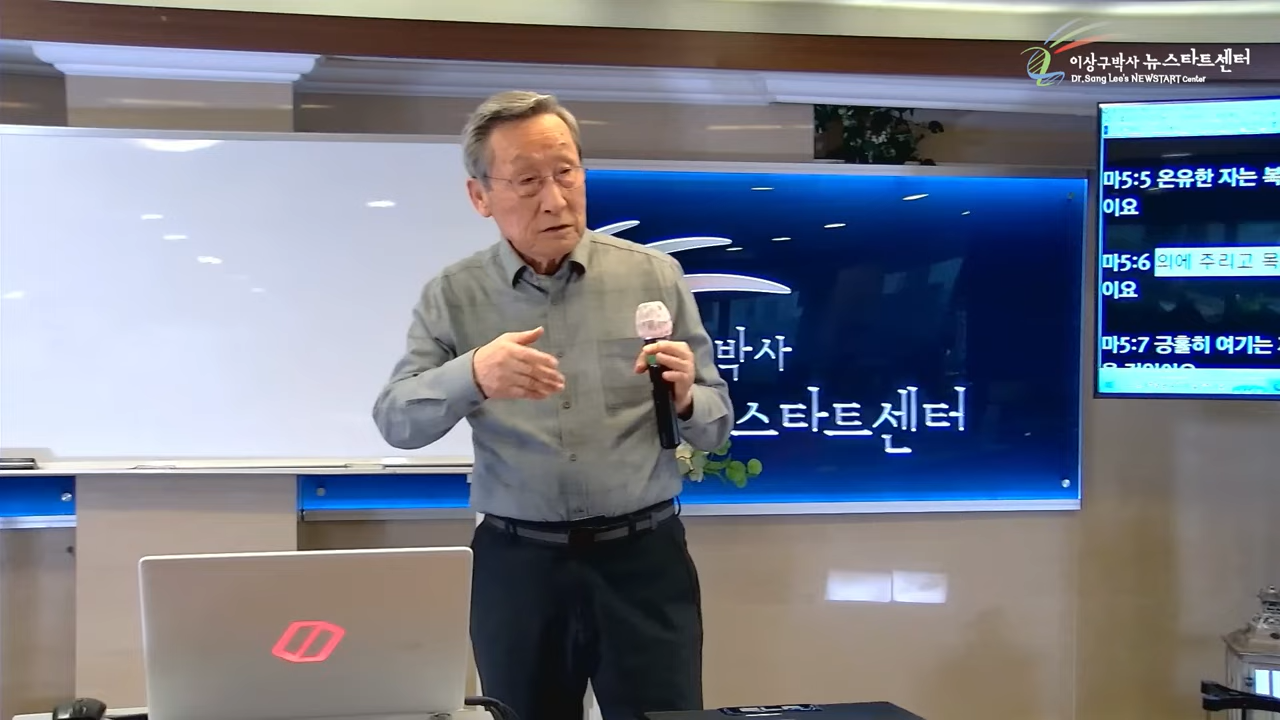 이상구박사 뉴스타트센터
Dr. Sang Lee's NEWSTART Center
마5:5 온유한 자는 복
이요
마5:6 의에 주리고 목
이요
마5:7 긍휼히 여기는
박사
스타트센터